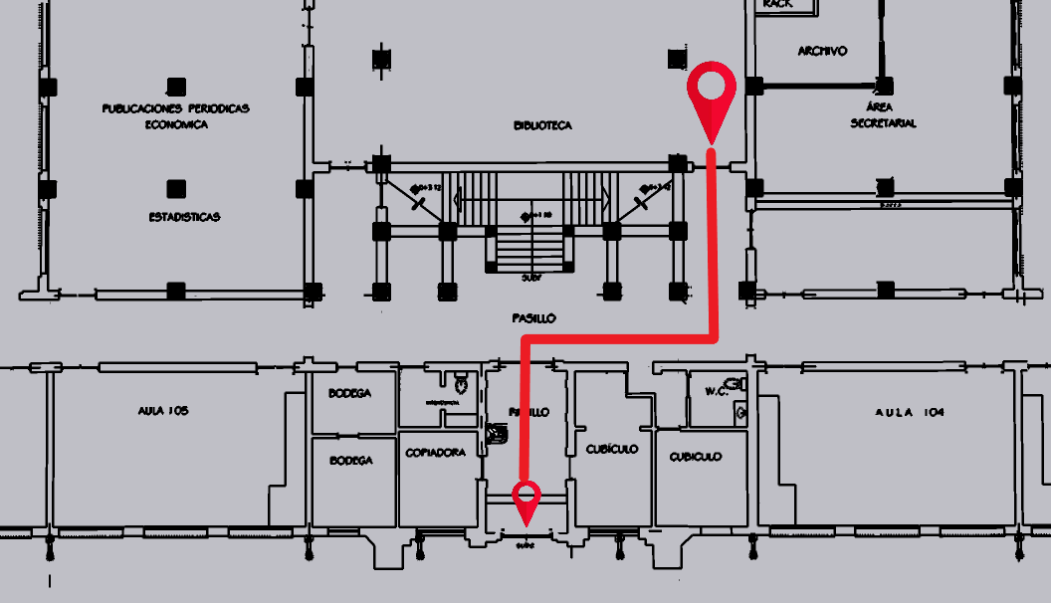 RACK
ARCHIVO
PUBLICACIONES PERIODICAS
ECONOMICA
BIBLIOTECA
ÁREA
SECRETARIAL
ESTADISTICAS
SUBE
PASILLO
BODEGA
W.C.
AULA 105
PASILLO
AULA 104
BODEGA
COPIADORA
CUBÍCULO
CUBICULO
SUBE